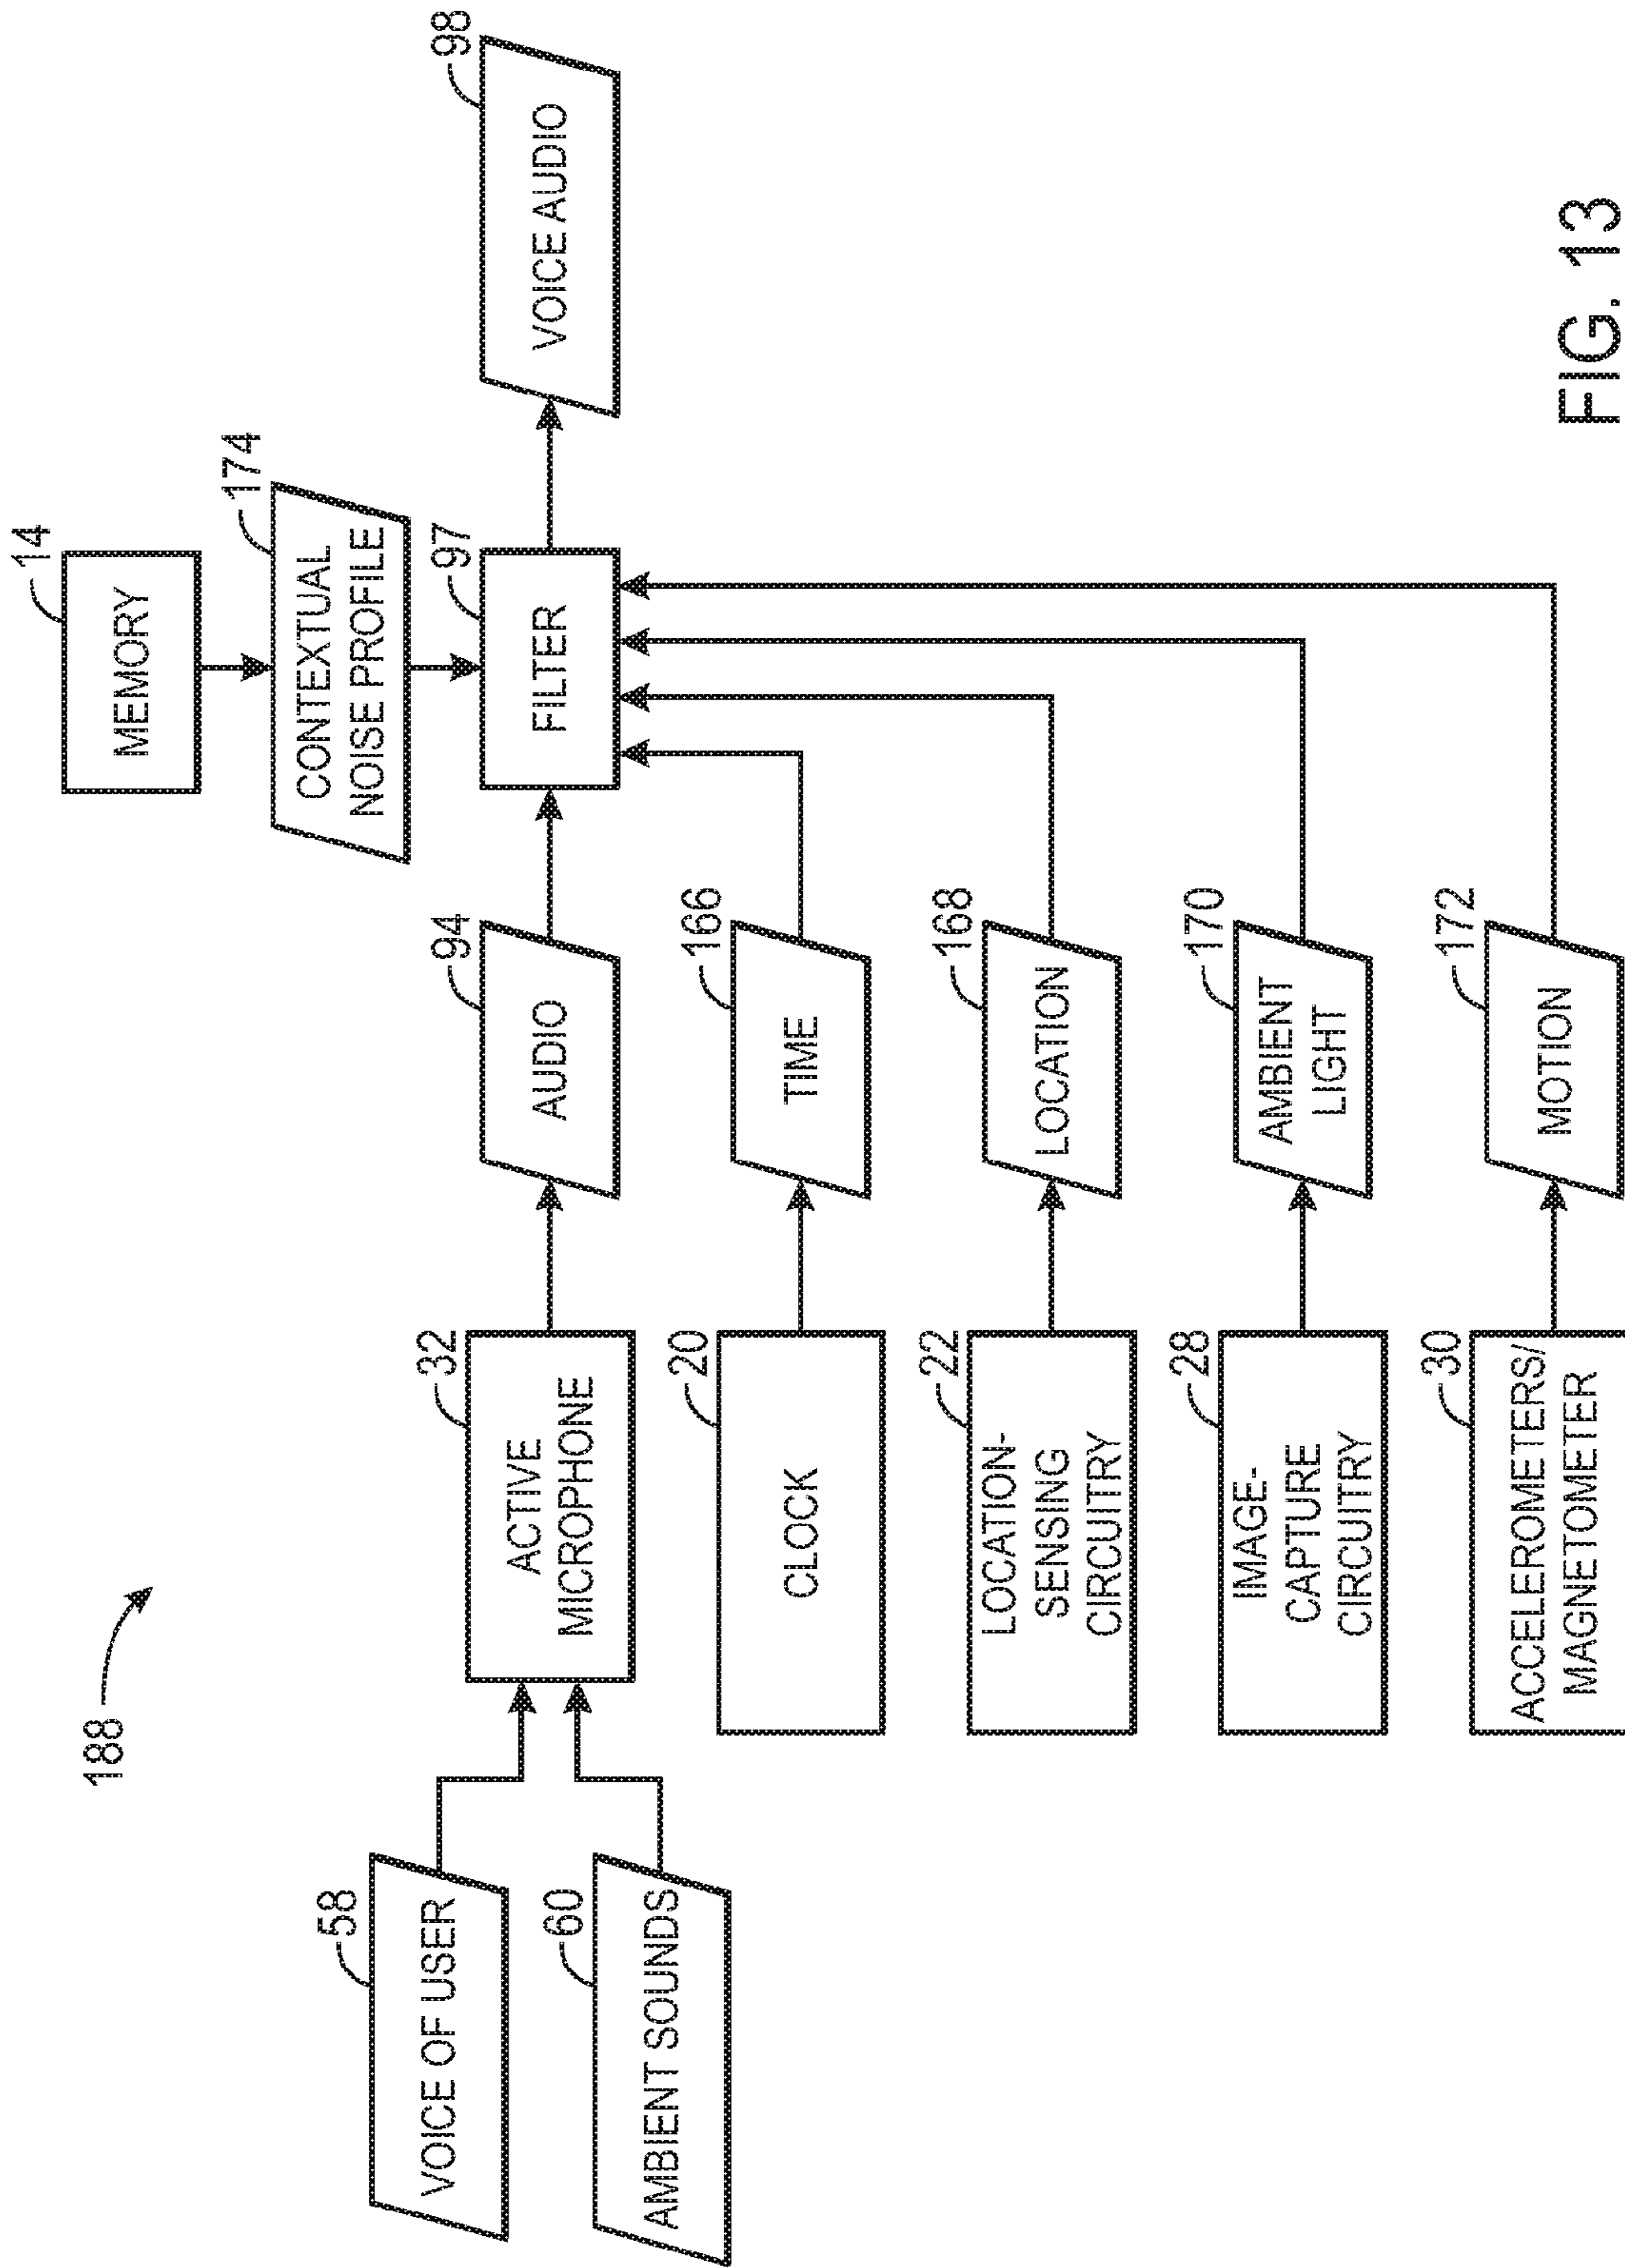 188
14
MEMORY
174
CONTEXTUAL
NOISE PROFILE
58
VOICE OF USER
60
AMBIENT SOUNDS
32
ACTIVE
MICROPHONE
94
AUDIO
97
FILTER
98
VOICE AUDIO
20
CLOCK
166
TIME
22
LOCATION-
SENSING
CIRCUITRY
168
LOCATION
28
IMAGE-
CAPTURE
CIRCUITRY
170
AMBIENT
LIGHT
30
ACCELEROMETERS/
MAGNETOMETER
172
MOTION
FIG. 13